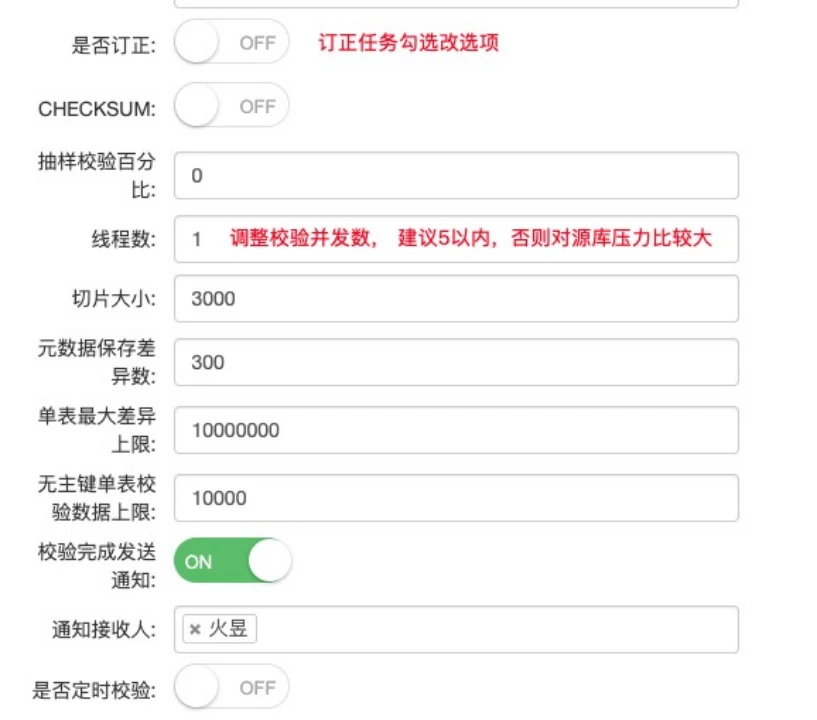 是否订正: OFF 订正任务勾选改选项
CHECKSUM: OFF
抽样校验百分
比: 0
线程数: 1 调整校验并发数， 建议5以内，否则对源库压力比较大
切片大小: 3000
元数据保存差
异数: 300
单表最大差异
上限: 10000000
无主键单表校
验数据上限: 10000
校验完成发送
通知: ON
通知接收人: × 火昱
是否定时校验: OFF